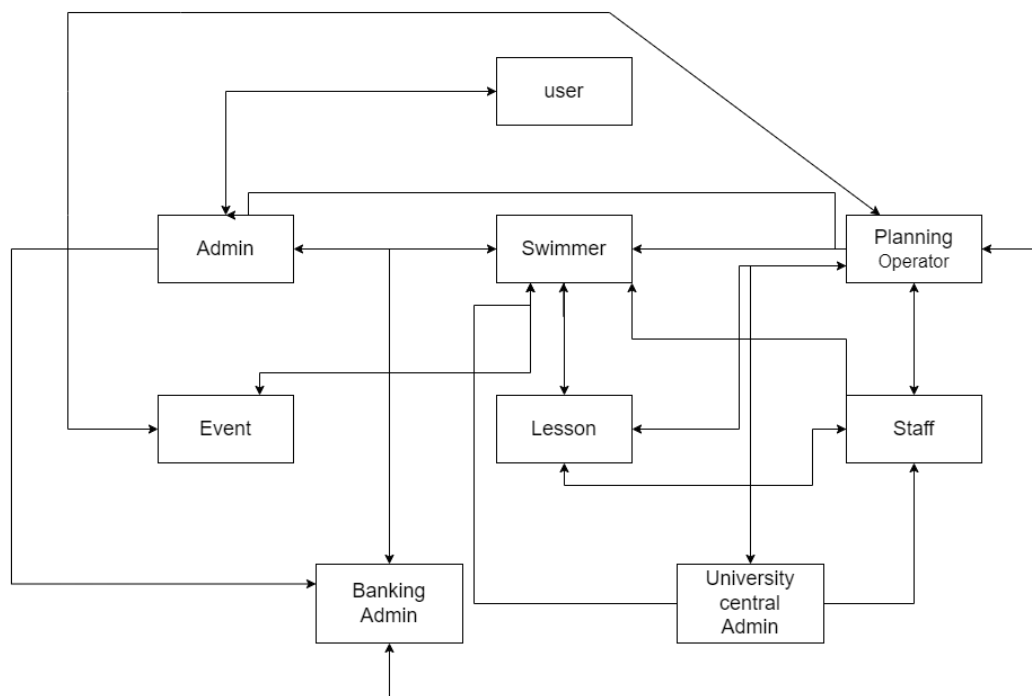 user
Admin
Swimmer
Planning
Operator
Event
Lesson
Staff
Banking
Admin
University
central
Admin